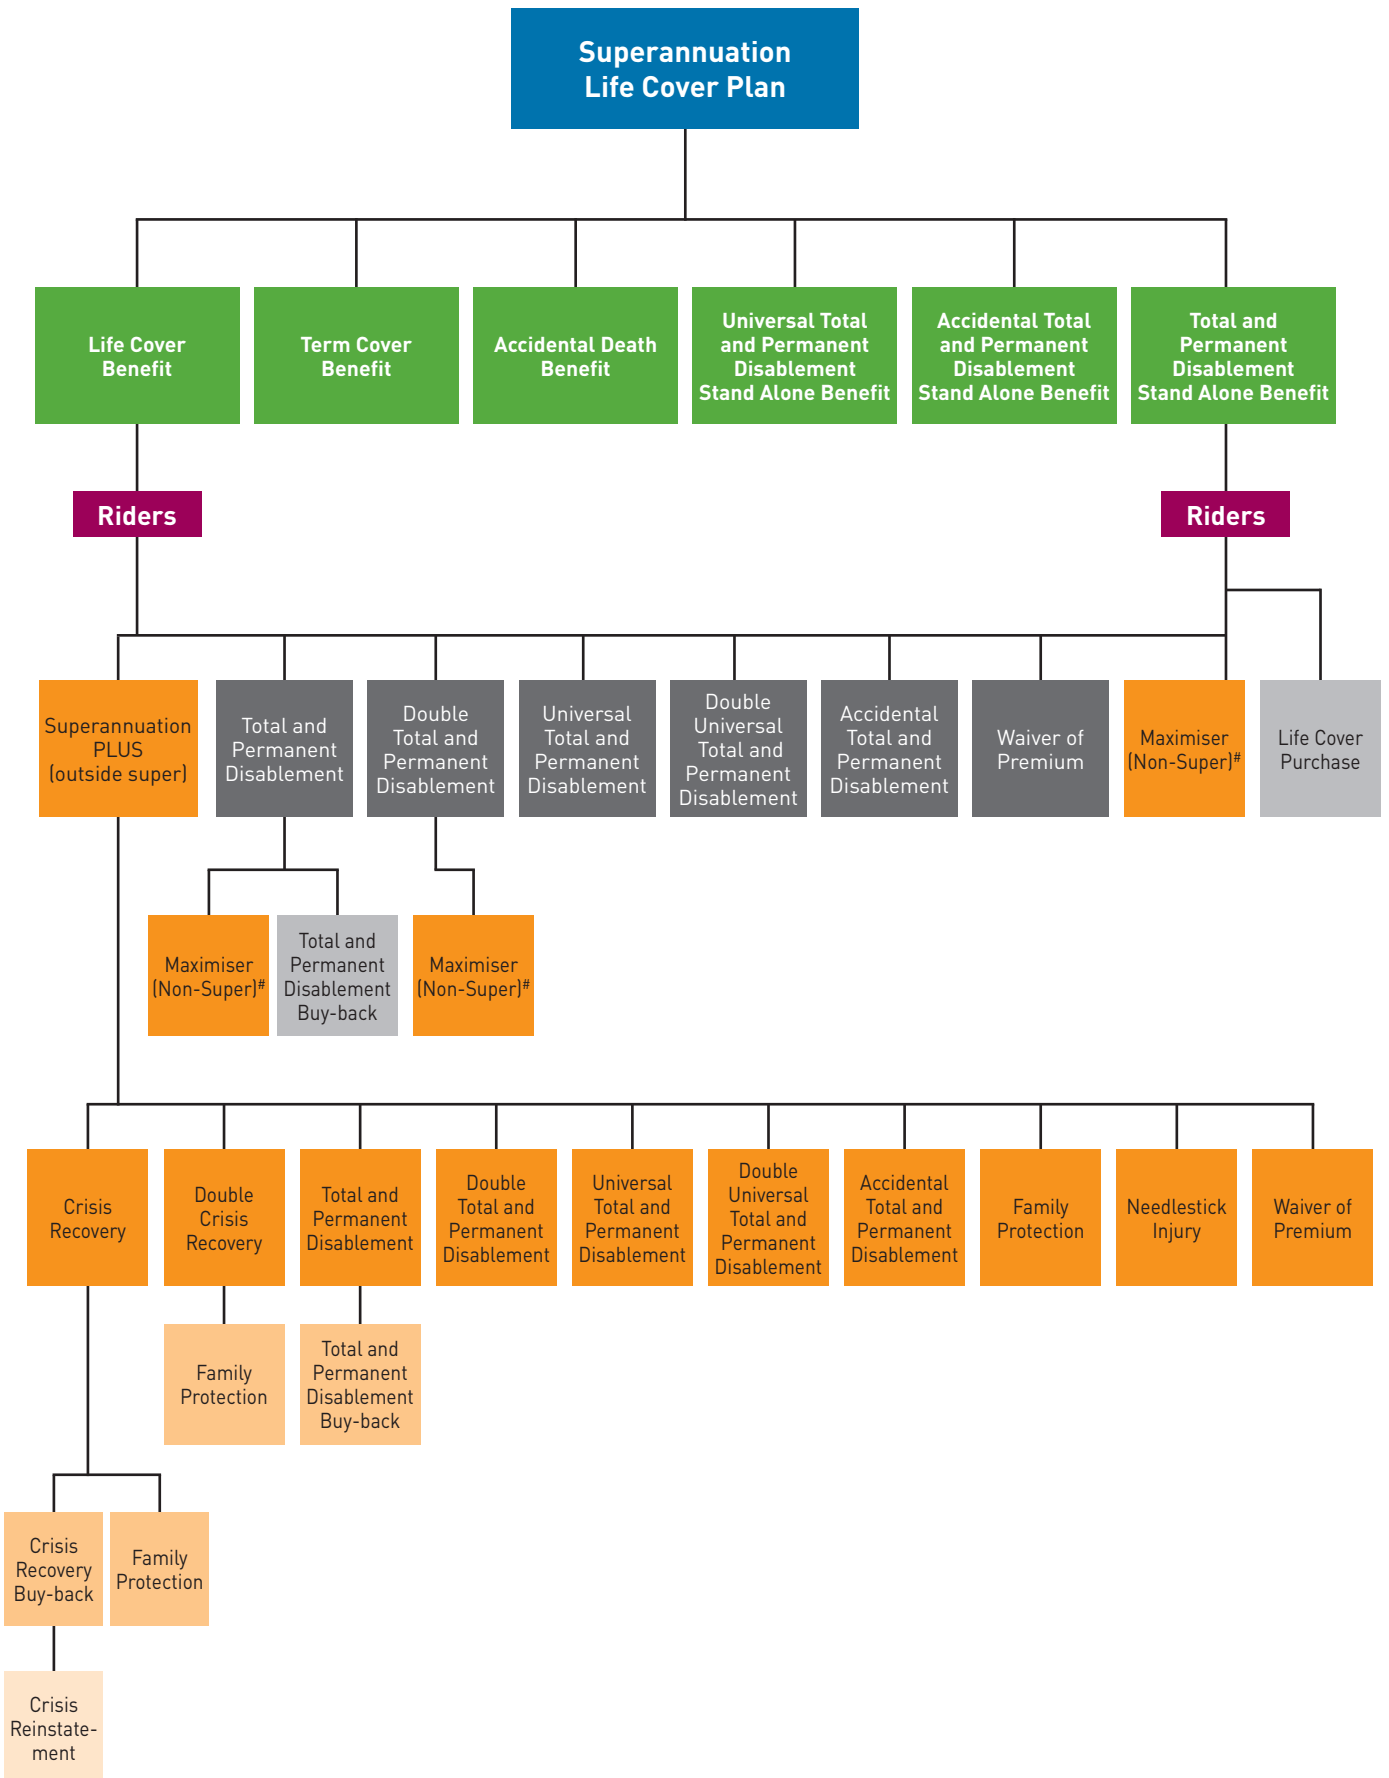 Superannuation
Life Cover Plan
Life Cover
Benefit
Term Cover
Benefit
Accidental Death
Benefit
Universal Total
and Permanent
Disablement
Stand Alone Benefit
Accidental Total
and Permanent
Disablement
Stand Alone Benefit
Total and
Permanent
Disablement
Stand Alone Benefit
Riders
Riders
Superannuation
PLUS
(outside super)
Total and
Permanent
Disablement
Double
Total and
Permanent
Disablement
Universal
Total and
Permanent
Disablement
Double
Universal
Total and
Permanent
Disablement
Accidental
Total and
Permanent
Disablement
Waiver of
Premium
Maximiser
(Non-Super)#
Life Cover
Purchase
Maximiser
(Non-Super)#
Total and
Permanent
Disablement
Buy-back
Maximiser
(Non-Super)#
Crisis
Recovery
Double
Crisis
Recovery
Total and
Permanent
Disablement
Double
Total and
Permanent
Disablement
Universal
Total and
Permanent
Disablement
Double
Universal
Total and
Permanent
Disablement
Accidental
Total and
Permanent
Disablement
Family
Protection
Needlestick
Injury
Waiver of
Premium
Family
Protection
Total and
Permanent
Disablement
Buy-back
Crisis
Recovery
Buy-back
Family
Protection
Crisis
Reinstate-
ment